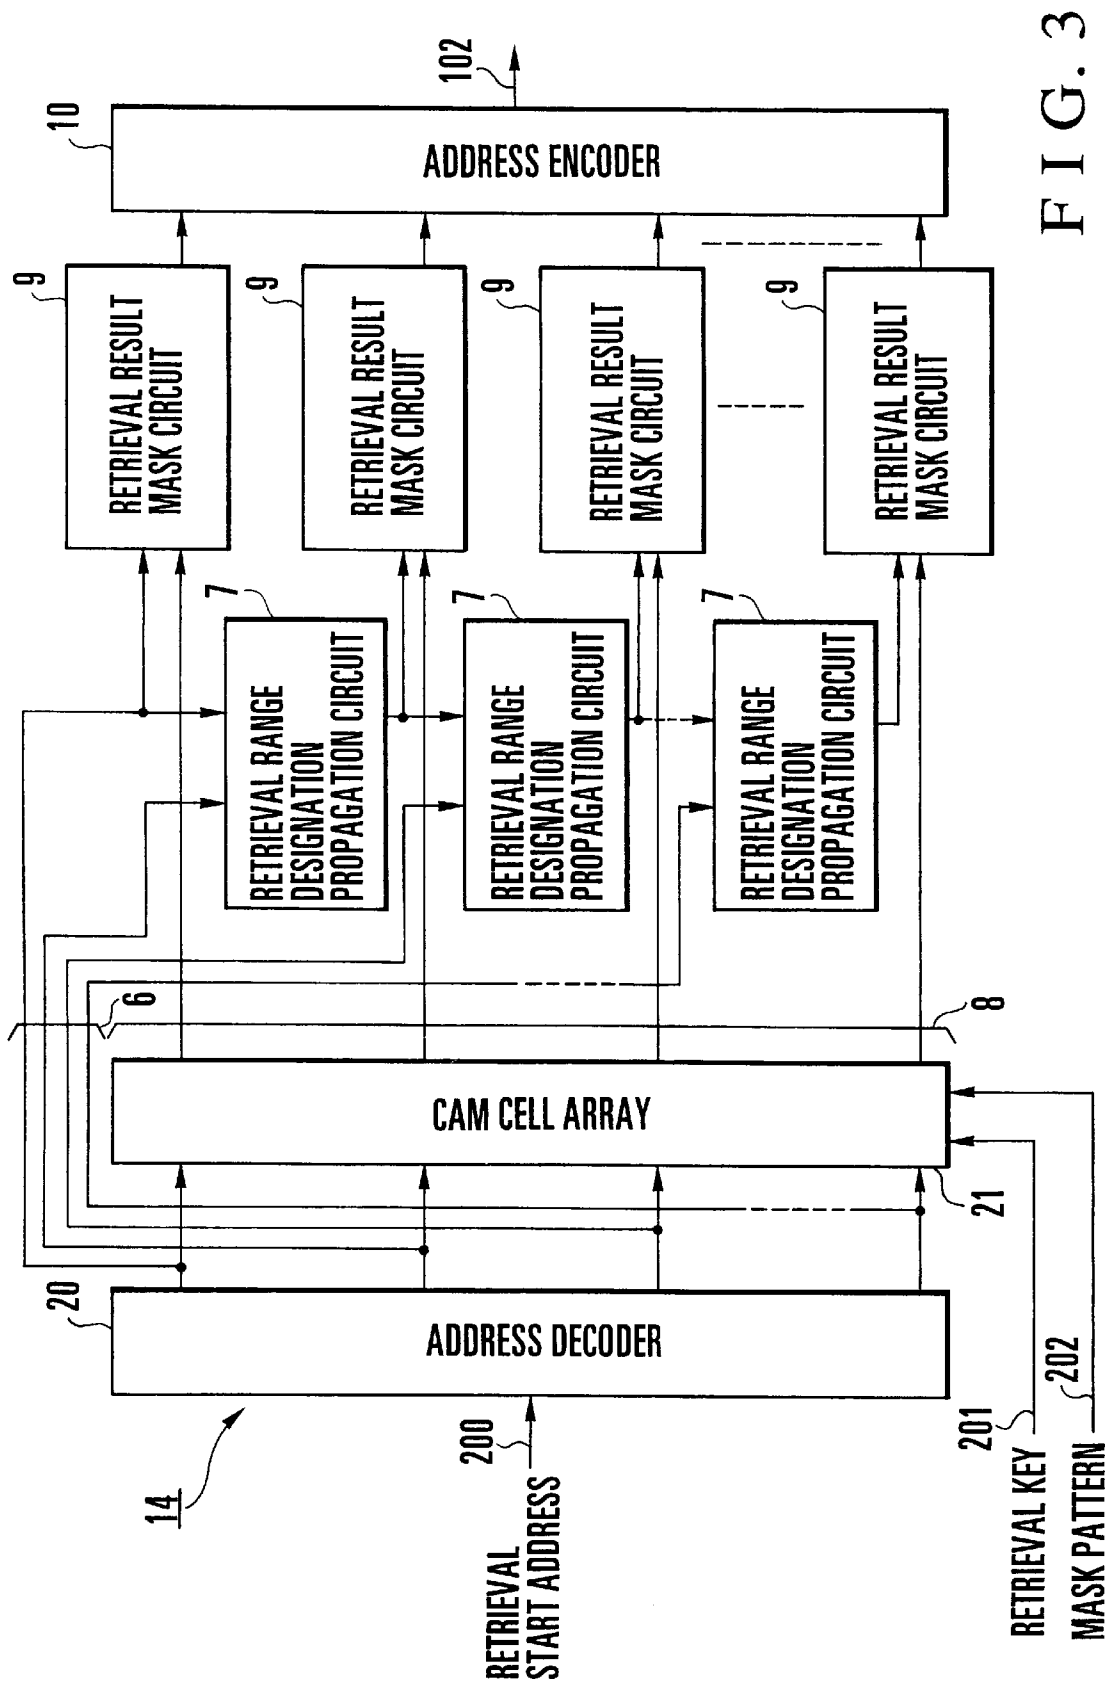 14
RETRIEVAL
START ADDRESS
200
20
ADDRESS DECODER
RETRIEVAL KEY
201
MASK PATTERN
202
21
CAM CELL ARRAY
6
8
7
RETRIEVAL RANGE
DESIGNATION
PROPAGATION CIRCUIT
7
RETRIEVAL RANGE
DESIGNATION
PROPAGATION CIRCUIT
7
RETRIEVAL RANGE
DESIGNATION
PROPAGATION CIRCUIT
9
RETRIEVAL RESULT
MASK CIRCUIT
9
RETRIEVAL RESULT
MASK CIRCUIT
9
RETRIEVAL RESULT
MASK CIRCUIT
9
RETRIEVAL RESULT
MASK CIRCUIT
10
ADDRESS ENCODER
102
FIG. 3